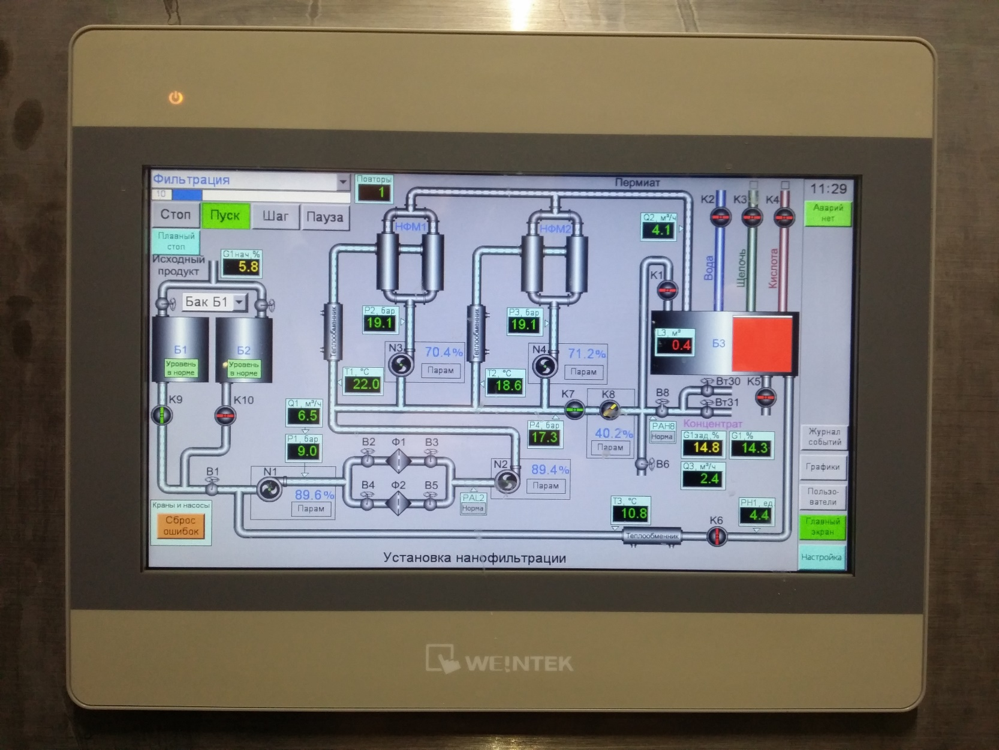 Фильтрация
10
Стоп
Пуск
Шаг
Пауза
Плавный
стоп
Повторы
1
Пермиат
11:29
Аварий
нет
Исходный
продукт
G1нач,%
5.8
Бак Б1
Б1
Уровень
в норме
Б2
Уровень
в норме
НФМ1
НФМ2
Q2, м³/ч
4.1
K2
K3
K4
Вода
Щелочь
Кислота
K1
Теплообменник
Теплообменник
P2, бар
19.1
P3, бар
19.1
L3, м³
0.4
Б3
N3
70.4%
Парам
N4
71.2%
Парам
T1, °C
22.0
T2, °C
18.6
K9
K10
Q1, м³/ч
6.5
P1, бар
9.0
K7
K8
B8
Вт30
K5
Вт31
P4, бар
17.3
40.2%
Парам
PAH8
Норма
Концентрат
G1зад,%
14.8
G1,%
14.3
Q3, м³/ч
2.4
B6
B2
Ф1
B3
B4
Ф2
B5
B1
N1
89.6%
Парам
N2
89.4%
Парам
PAL2
Норма
T3, °C
10.8
Теплообменник
K6
PH1, ед
4.4
Краны и насосы
Сброс
ошибок
Журнал
событий
Графики
Пользо-
ватели
Главный
экран
Настройка
Установка нанофильтрации
WE!NTEK